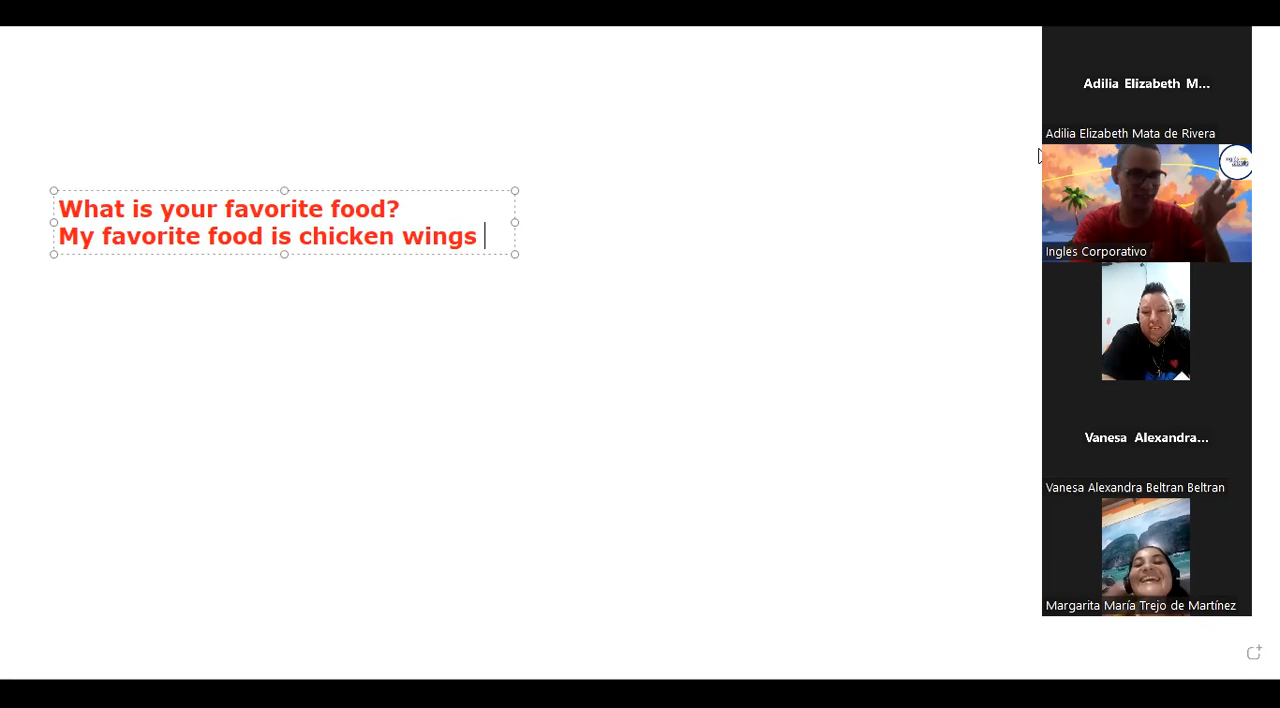 What is your favorite food?
My favorite food is chicken wings
Adilia Elizabeth M...
Adilia Elizabeth Mata de Rivera
Ingles Corporativo
Vanesa Alexandra...
Vanesa Alexandra Beltran Beltran
Margarita María Trejo de Martínez